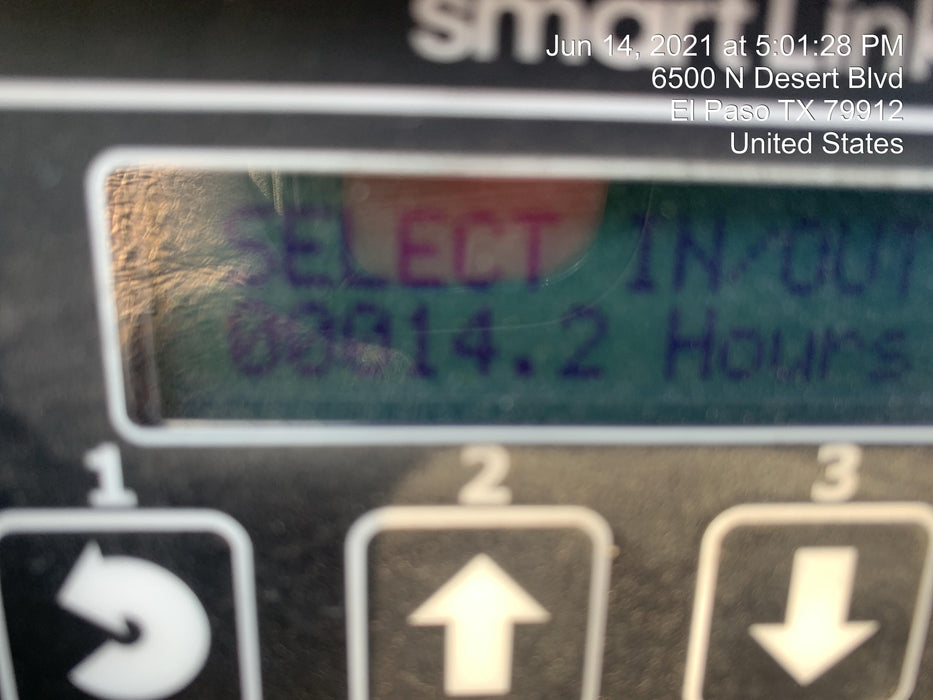 smartLink
Jun 14, 2021 at 5:01:28 PM
6500 N Desert Blvd
El Paso TX 79912
United States
SELECT IN/OUT
00014.2 Hours
1 2 3